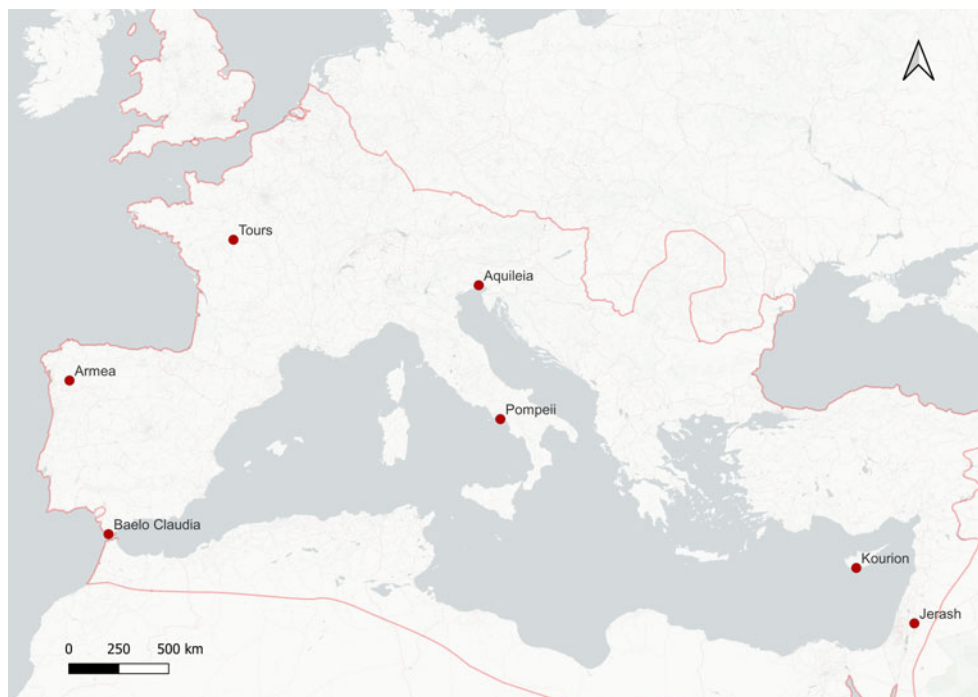 Tours
Aquileia
Armea
Pompeii
Baelo Claudia
Kourion
Jerash
0 250 500 km